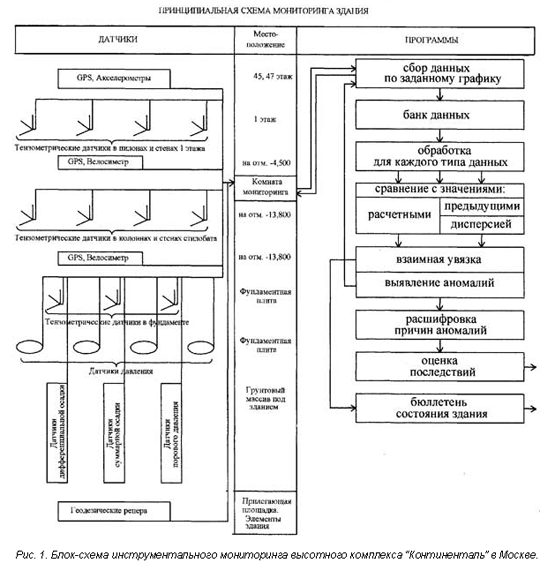 ПРИНЦИПИАЛЬНАЯ СХЕМА МОНИТОРИНГА ЗДАНИЯ
ДАТЧИКИ
Место-
положение
ПРОГРАММЫ
GPS, Акселерометры
45, 47 этаж
1 этаж
Тензометрические датчики в пилонах и стенах 1 этажа
GPS, Велосиметр
на отм. -4,500
Комната
мониторинга
на отм. -13,800
Тензометрические датчики в колоннах и стенах стилобата
GPS, Велосиметр
на отм. -13,800
Фундаментная
плита
Тензометрические датчики в фундаменте
Фундаментная
плита
Датчики давления
Грунтовый
массив под
зданием
Датчики
дифференциальной осадки
Датчики
суммарной осадки
Датчики
порового давления
Геодезические репера
Прилегающая
площадка.
Элементы
здания
сбор данных
по заданному графику
банк данных
обработка
для каждого типа данных
сравнение с значениями:
расчетными
предыдущими
дисперсией
взаимная увязка
выявление аномалий
расшифровка
причин аномалий
оценка
последствий
бюллетень
состояния здания
Рис. 1. Блок-схема инструментального мониторинга высотного комплекса "Континенталь" в Москве.